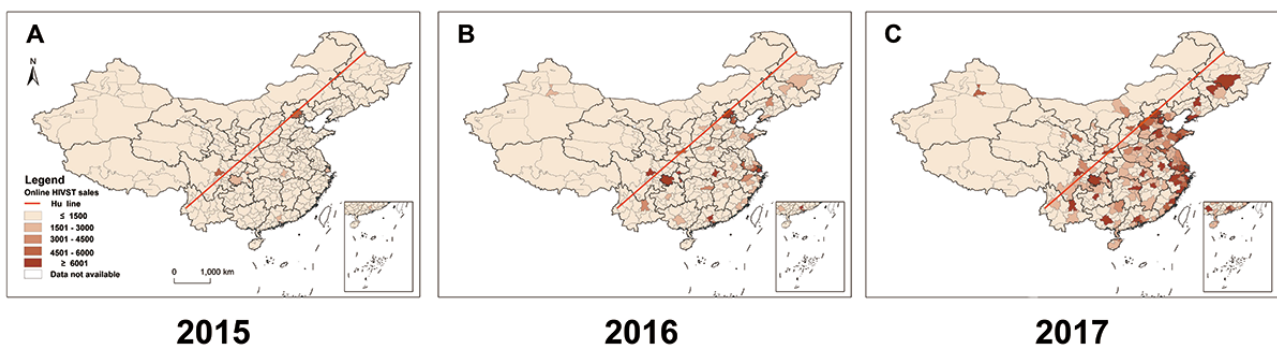 A
N
Legend
Online HIVST sales
Hu line
≤ 1500
1501 - 3000
3001 - 4500
4501 - 6000
≥ 6001
Data not available
0 1,000 km
2015
B
2016
C
2017